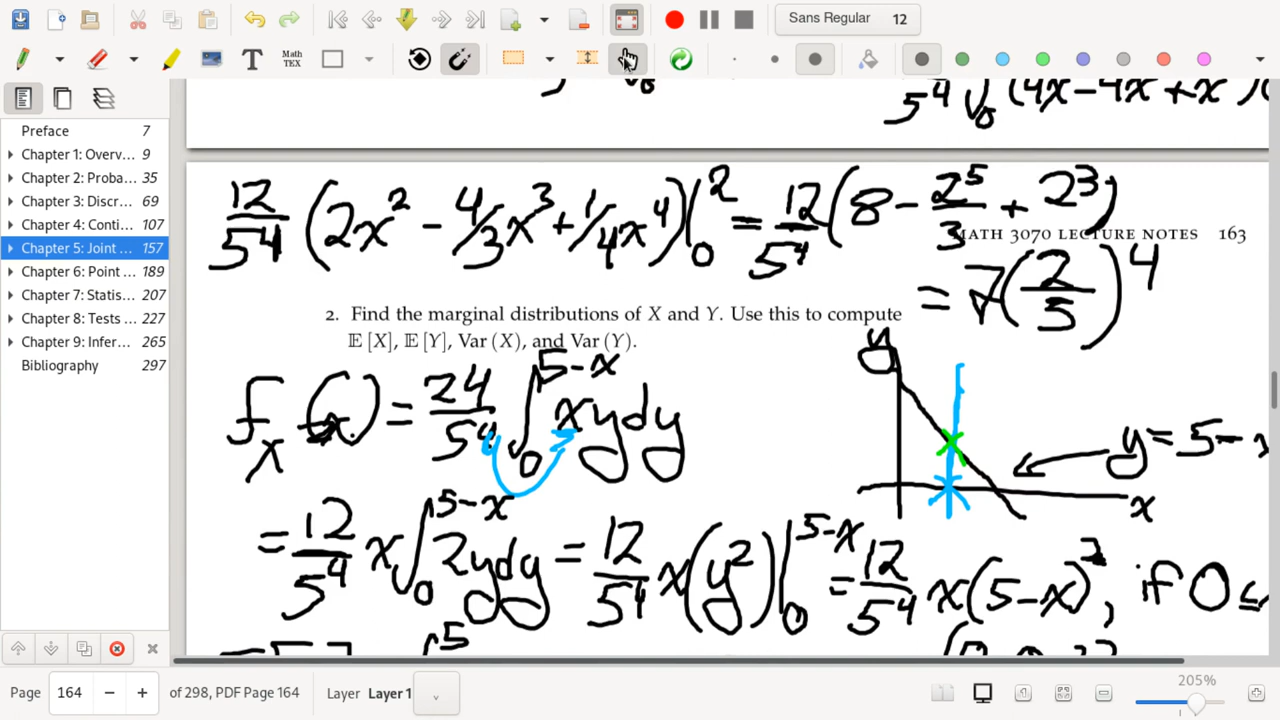 Sans Regular 12
T Math TEX
Preface 7
Chapter 1: Overv... 9
Chapter 2: Proba... 35
Chapter 3: Discr... 69
Chapter 4: Conti... 107
Chapter 5: Joint ... 157
Chapter 6: Point ... 189
Chapter 7: Statis... 207
Chapter 8: Tests ... 227
Chapter 9: Infer... 265
Bibliography 297
5⁴ ∫₀ (4x-4x+x
12/5⁴ (2x² - 4/3x³ + 1/4x⁴)|₀² = 12/5⁴ (8 - 2⁵/3 + 2³)
MATH 3070 LECTURE NOTES 163
= 7(2/5)⁴
2. Find the marginal distributions of X and Y. Use this to compute
𝔼 [X], 𝔼 [Y], Var (X), and Var (Y).
f_X(x) = 24/5⁴ ∫₀^(5-x) xydy
y
y = 5 - x
x
= 12/5⁴ x ∫₀^(5-x) 2ydy = 12/5⁴ x(y²)|₀^(5-x) = 12/5⁴ x(5-x)², if 0 ≤
Page 164 of 298, PDF Page 164 Layer Layer 1 205%